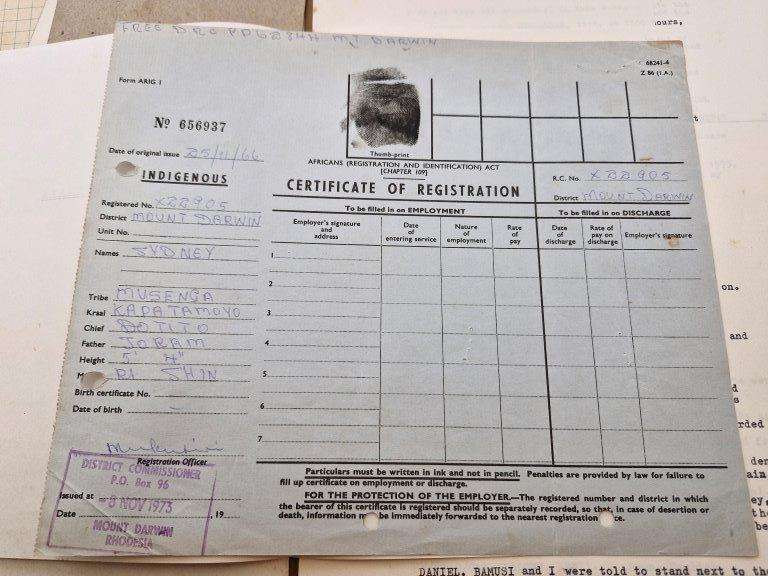 FREE D.R.C
MT DARWIN
68241-4
Z 86 (I.A.)
Form ARIG 1
Nº 656937
Date of original issue 25/11/66
INDIGENOUS
Registered No. X22905
District MOUNT DARWIN
Unit No.
Names SYDNEY
Tribe MUSENGA
Kraal KAPATAMOYO
Chief DOTITO
Father JORAM
Height 5' 4"
M RI SHIN
Birth certificate No.
Date of birth –
Registration Officer
DISTRICT COMMISSIONER
P.O. Box 96
Issued at
-8 NOV 1973
Date 19
MOUNT DARWIN
RHODESIA
Thumb-print
AFRICANS (REGISTRATION AND IDENTIFICATION) ACT
[CHAPTER 109]
CERTIFICATE OF REGISTRATION
R.C. No. X22905
District MOUNT DARWIN
To be filled in on EMPLOYMENT
To be filled in on DISCHARGE
Employer's signature and address
Date of entering service
Nature of employment
Rate of pay
Date of discharge
Rate of pay on discharge
Employer's signature
1
2
3
4
5
6
7
Particulars must be written in ink and not in pencil. Penalties are provided by law for failure to
fill up certificate on employment or discharge.
FOR THE PROTECTION OF THE EMPLOYER.—The registered number and district in which
the bearer of this certificate is registered should be separately recorded, so that, in case of desertion or
death, information m be immediately forwarded to the nearest registration ce.
ours,
on.
and
rded
DANIEL, BAMUSI and I were told to stand next to the